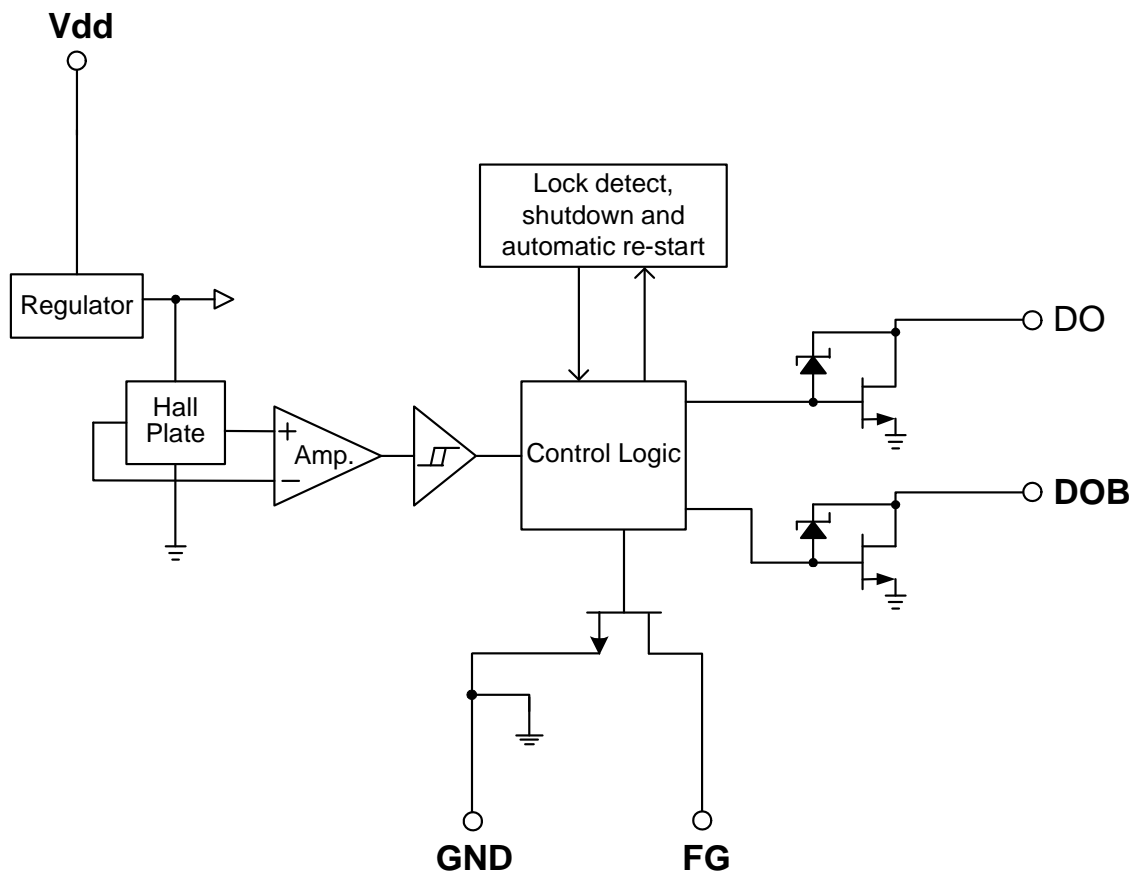 Vdd
Lock detect,
shutdown and
automatic re-start
Regulator
DO
Hall
Plate
+
Amp.
−
Control Logic
DOB
GND
FG